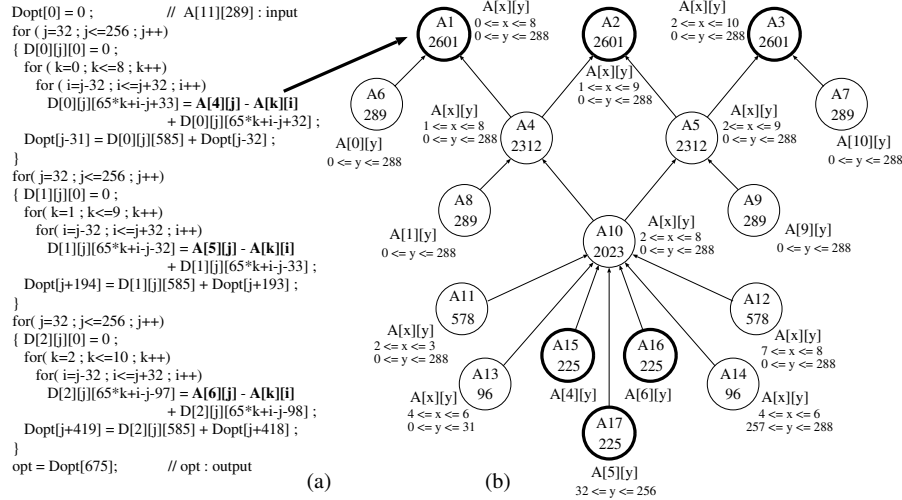 Dopt[0] = 0 ; // A[11][289] : input
for ( j=32 ; j<=256 ; j++)
{ D[0][j][0] = 0 ;
for ( k=0 ; k<=8 ; k++)
for ( i=j-32 ; i<=j+32 ; i++)
D[0][j][65*k+i-j+33] = A[4][j] - A[k][i]
+ D[0][j][65*k+i-j+32] ;
Dopt[j-31] = D[0][j][585] + Dopt[j-32] ;
}
for( j=32 ; j<=256 ; j++)
{ D[1][j][0] = 0 ;
for( k=1 ; k<=9 ; k++)
for( i=j-32 ; i<=j+32 ; i++)
D[1][j][65*k+i-j-32] = A[5][j] - A[k][i]
+ D[1][j][65*k+i-j-33] ;
Dopt[j+194] = D[1][j][585] + Dopt[j+193] ;
}
for( j=32 ; j<=256 ; j++)
{ D[2][j][0] = 0 ;
for( k=2 ; k<=10 ; k++)
for( i=j-32 ; i<=j+32 ; i++)
D[2][j][65*k+i-j-97] = A[6][j] - A[k][i]
+ D[2][j][65*k+i-j-98] ;
Dopt[j+419] = D[2][j][585] + Dopt[j+418] ;
}
opt = Dopt[675]; // opt : output
(a)
A1
2601
A[x][y]
0 <= x <= 8
0 <= y <= 288
A2
2601
A[x][y]
1 <= x <= 9
0 <= y <= 288
A[x][y]
2 <= x <= 10
0 <= y <= 288
A3
2601
A6
289
A[0][y]
0 <= y <= 288
A[x][y]
1 <= x <= 8
0 <= y <= 288
A4
2312
A5
2312
A[x][y]
2<= x <= 9
0 <= y <= 288
A7
289
A[10][y]
0 <= y <= 288
A8
289
A[1][y]
0 <= y <= 288
A10
2023
A[x][y]
2 <= x <= 8
0 <= y <= 288
A9
289
A[9][y]
0 <= y <= 288
A11
578
A[x][y]
2 <= x <= 3
0 <= y <= 288
A12
578
A[x][y]
7 <= x <= 8
0 <= y <= 288
A13
96
A[x][y]
4 <= x <= 6
0 <= y <= 31
A15
225
A[4][y]
A16
225
A[6][y]
A14
96
A[x][y]
4 <= x <= 6
257 <= y <= 288
A17
225
A[5][y]
32 <= y <= 256
(b)